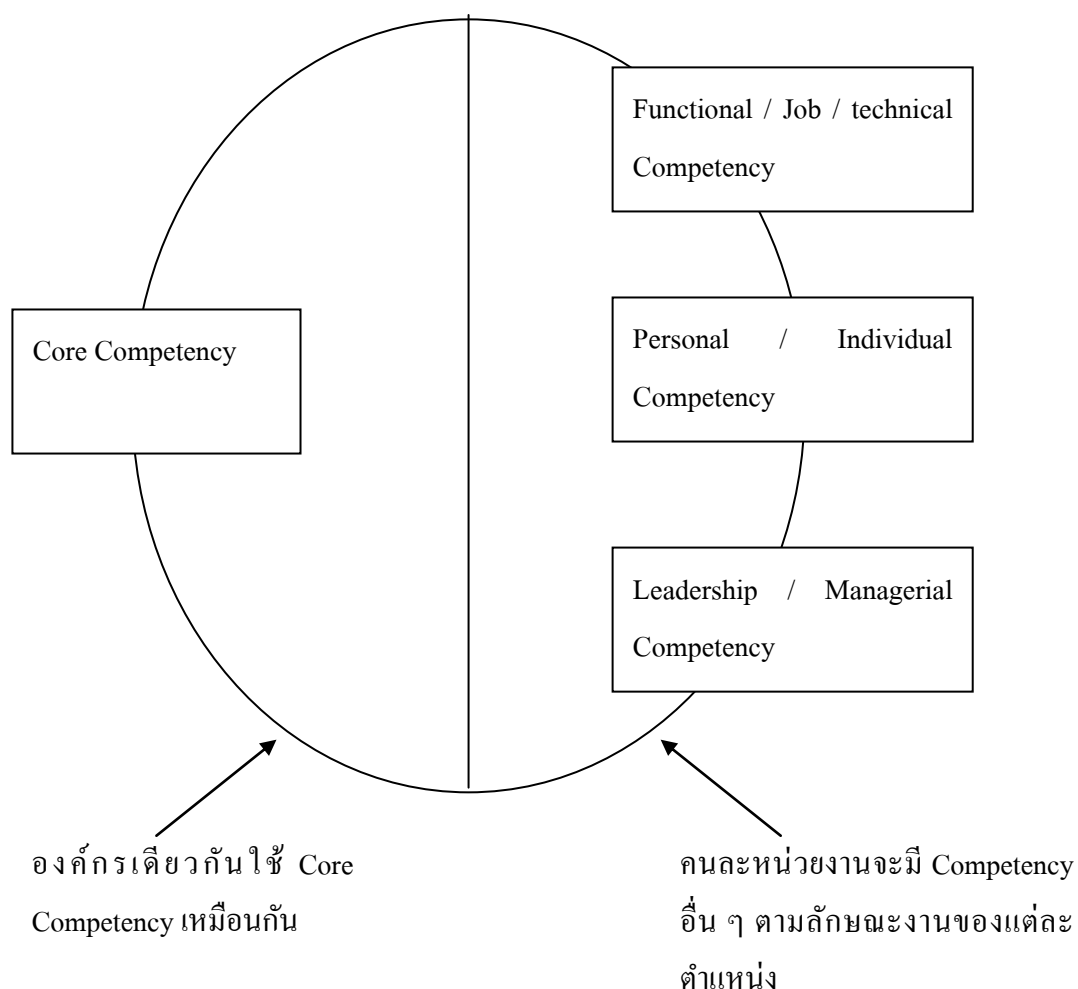 Functional / Job / technical
Competency
Core Competency
Personal / Individual
Competency
Leadership / Managerial
Competency
องค์กรเดียวกันใช้ Core
Competency เหมือนกัน
คนละหน่วยงานจะมี Competency
อื่น ๆ ตามลักษณะงานของแต่ละ
ตำแหน่ง